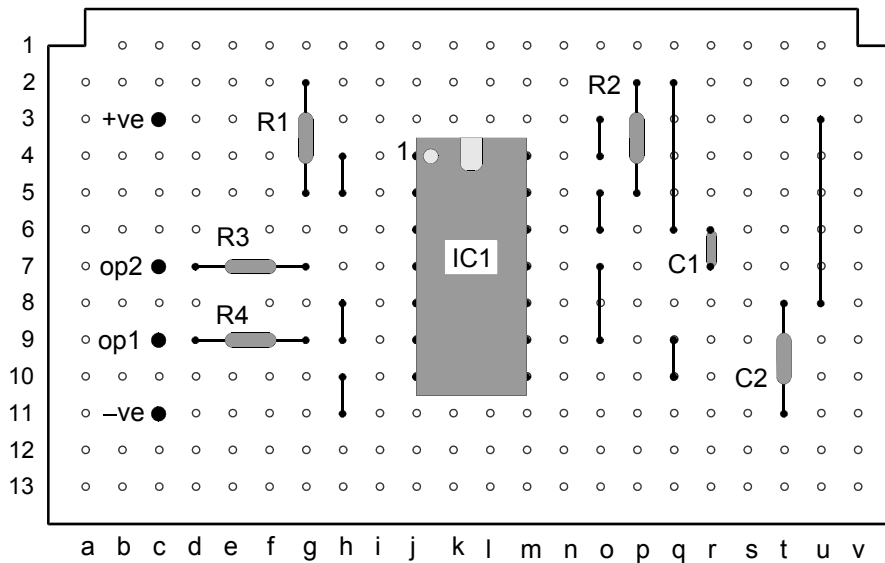 1
2
3
4
5
6
7
8
9
10
11
12
13
+ve
R1
R2
1
R3
IC1
op2
C1
R4
op1
C2
–ve
a b c d e f g h i j k l m n o p q r s t u v